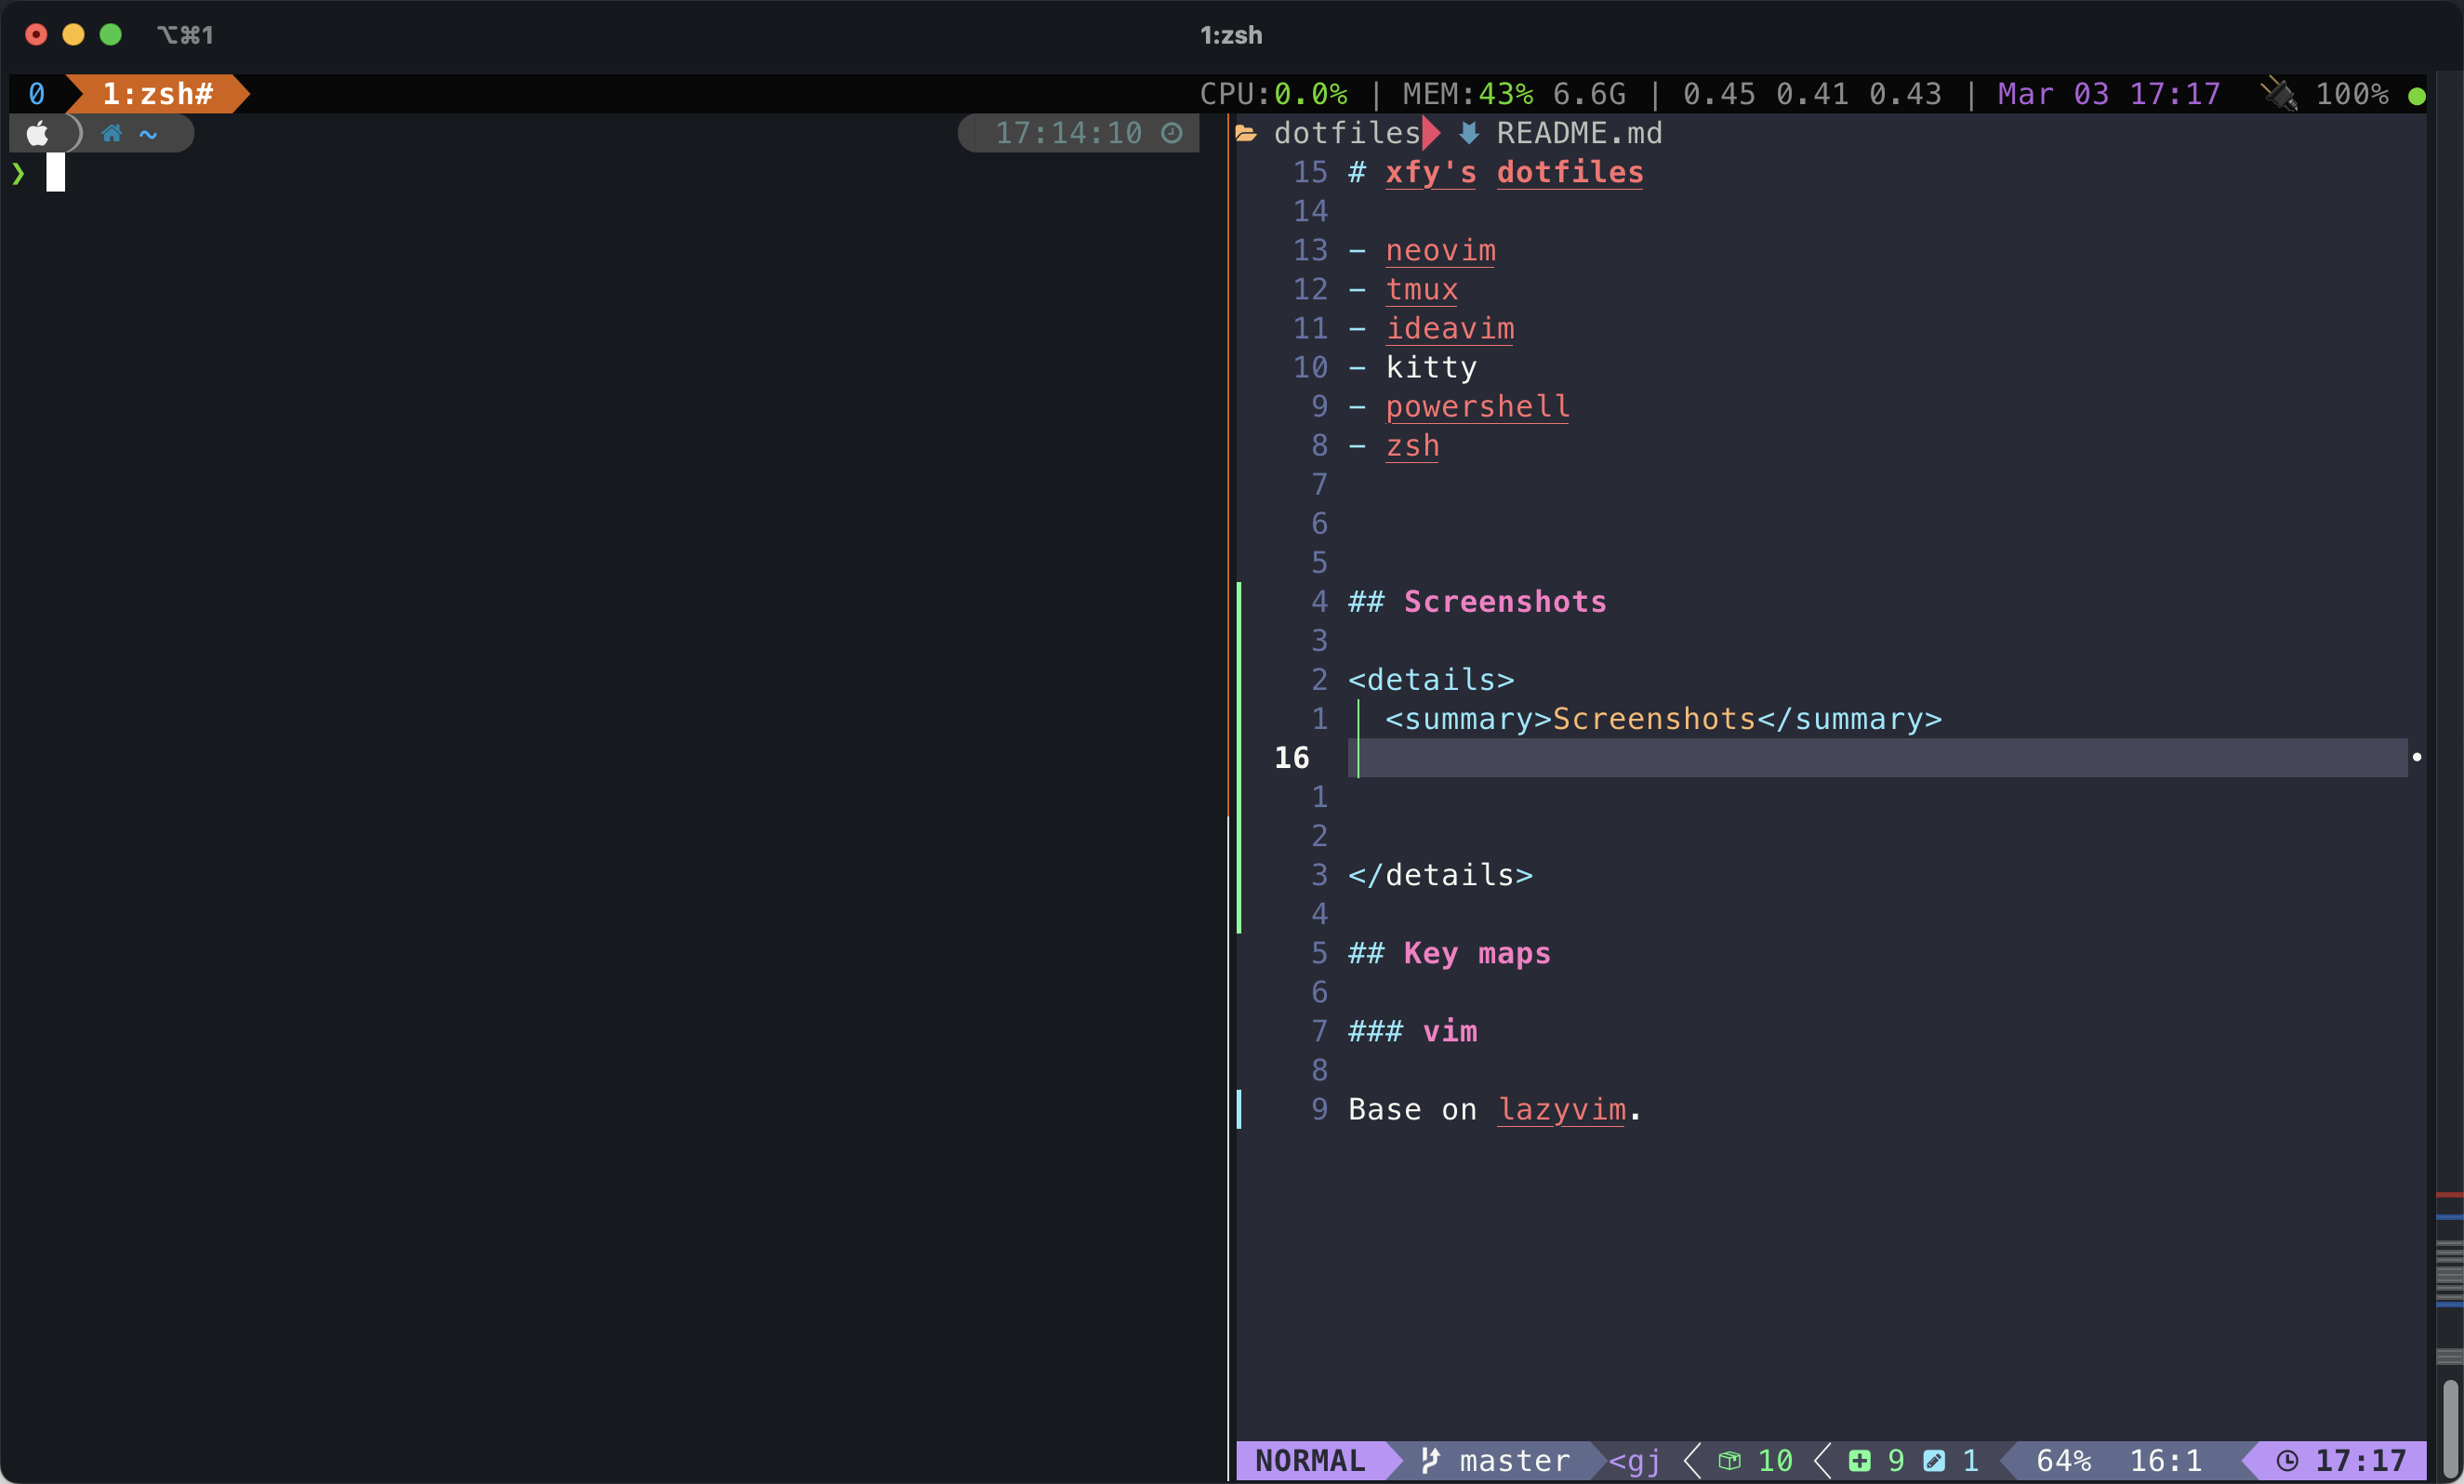 ⌥⌘1
1:zsh
0 1:zsh# CPU:0.0% | MEM:43% 6.6G | 0.45 0.41 0.43 | Mar 03 17:17 100%
~ 17:14:10
❯
dotfiles README.md
15 # xfy's dotfiles
14
13 - neovim
12 - tmux
11 - ideavim
10 - kitty
9 - powershell
8 - zsh
7
6
5
4 ## Screenshots
3
2 <details>
1 <summary>Screenshots</summary>
16
1
2
3 </details>
4
5 ## Key maps
6
7 ### vim
8
9 Base on lazyvim.
NORMAL master <gj 10 9 1 64% 16:1 17:17